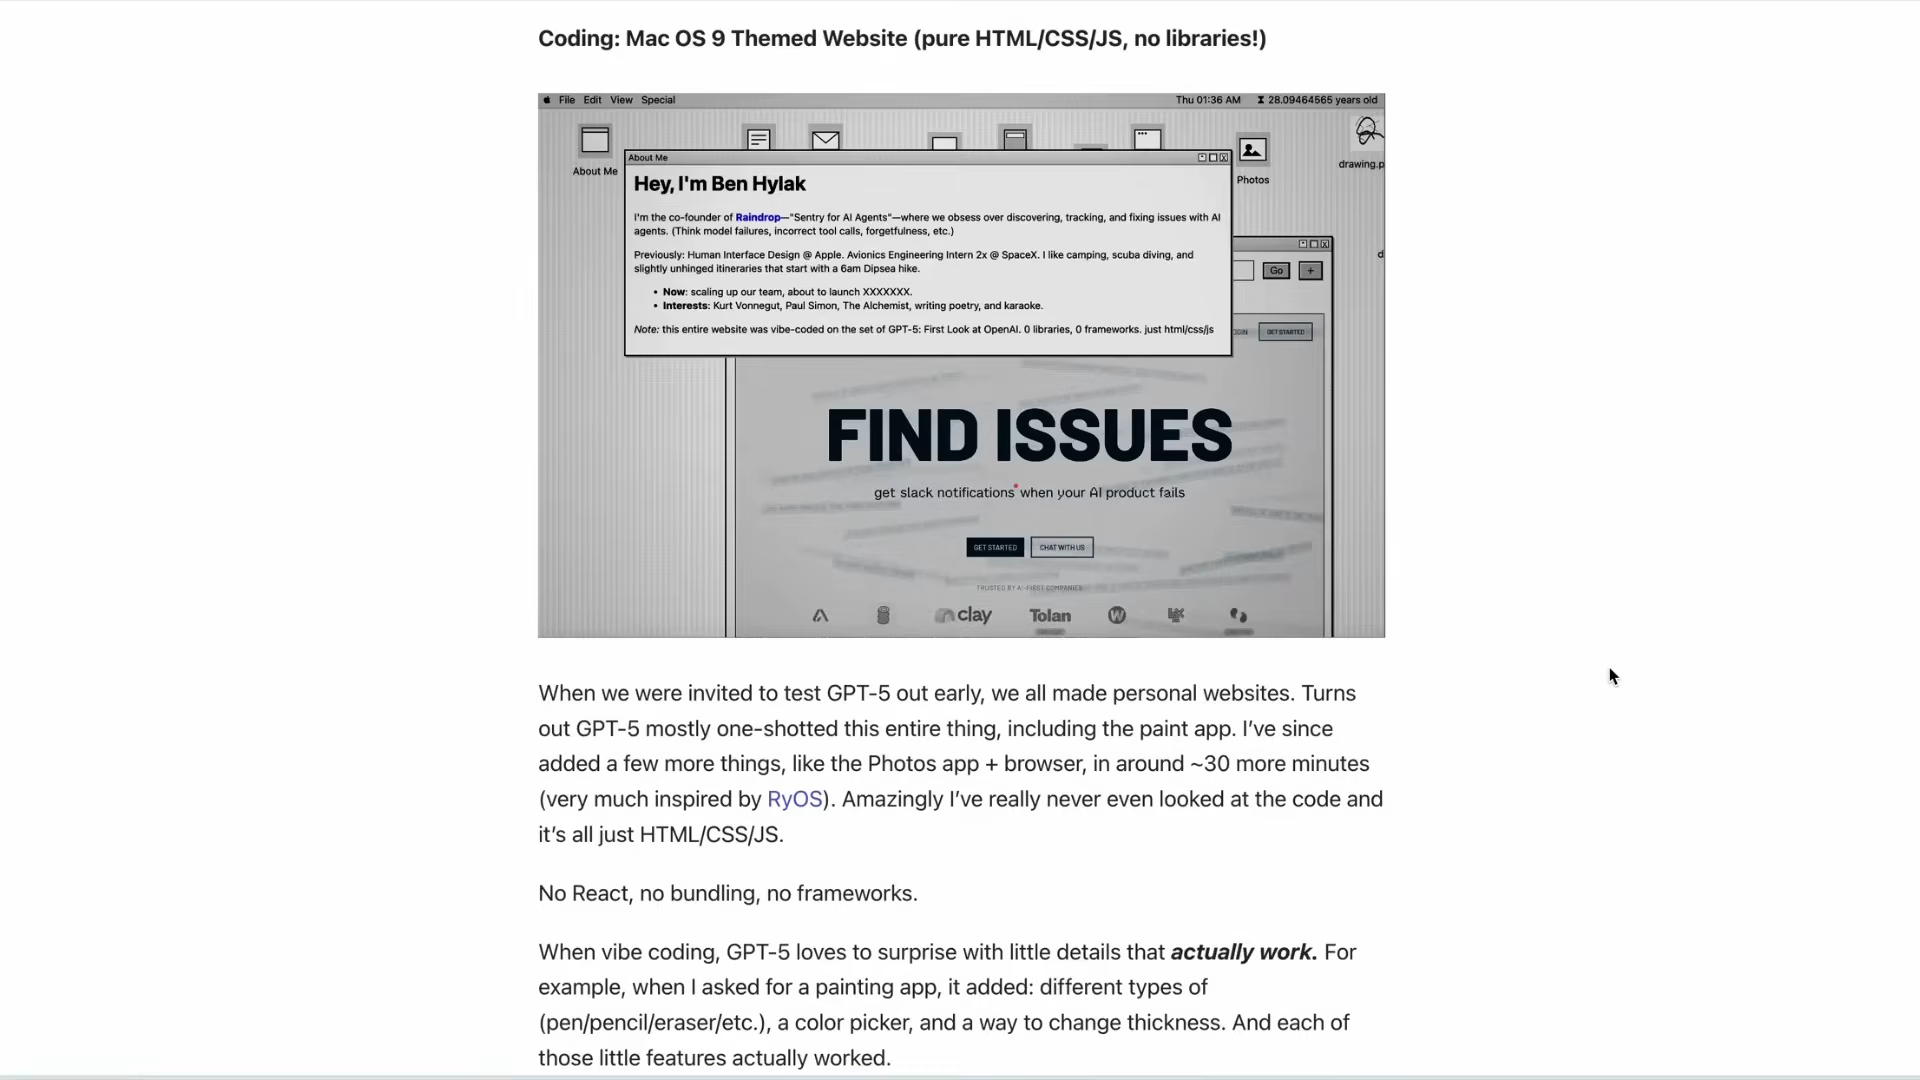 Coding: Mac OS 9 Themed Website (pure HTML/CSS/JS, no libraries!)
File Edit View Special
Thu 01:36 AM 28.09464565 years old
About Me
Photos
drawing.p
About Me
Hey, I'm Ben Hylak
I'm the co-founder of Raindrop—"Sentry for AI Agents"—where we obsess over discovering, tracking, and fixing issues with AI
agents. (Think model failures, incorrect tool calls, forgetfulness, etc.)
Previously: Human Interface Design @ Apple. Avionics Engineering Intern 2x @ SpaceX. I like camping, scuba diving, and
slightly unhinged itineraries that start with a 6am Dipsea hike.
• Now: scaling up our team, about to launch XXXXXXX.
• Interests: Kurt Vonnegut, Paul Simon, The Alchemist, writing poetry, and karaoke.
Note: this entire website was vibe-coded on the set of GPT-5: First Look at OpenAI. 0 libraries, 0 frameworks. just html/css/js
d
Go +
GET STARTED
FIND ISSUES
get slack notifications when your AI product fails
GET STARTED CHAT WITH US
TRUSTED BY AI-FIRST COMPANIES
clay Tolan W
When we were invited to test GPT-5 out early, we all made personal websites. Turns
out GPT-5 mostly one-shotted this entire thing, including the paint app. I've since
added a few more things, like the Photos app + browser, in around ~30 more minutes
(very much inspired by RyOS). Amazingly I've really never even looked at the code and
it's all just HTML/CSS/JS.
No React, no bundling, no frameworks.
When vibe coding, GPT-5 loves to surprise with little details that actually work. For
example, when I asked for a painting app, it added: different types of
(pen/pencil/eraser/etc.), a color picker, and a way to change thickness. And each of
those little features actually worked.